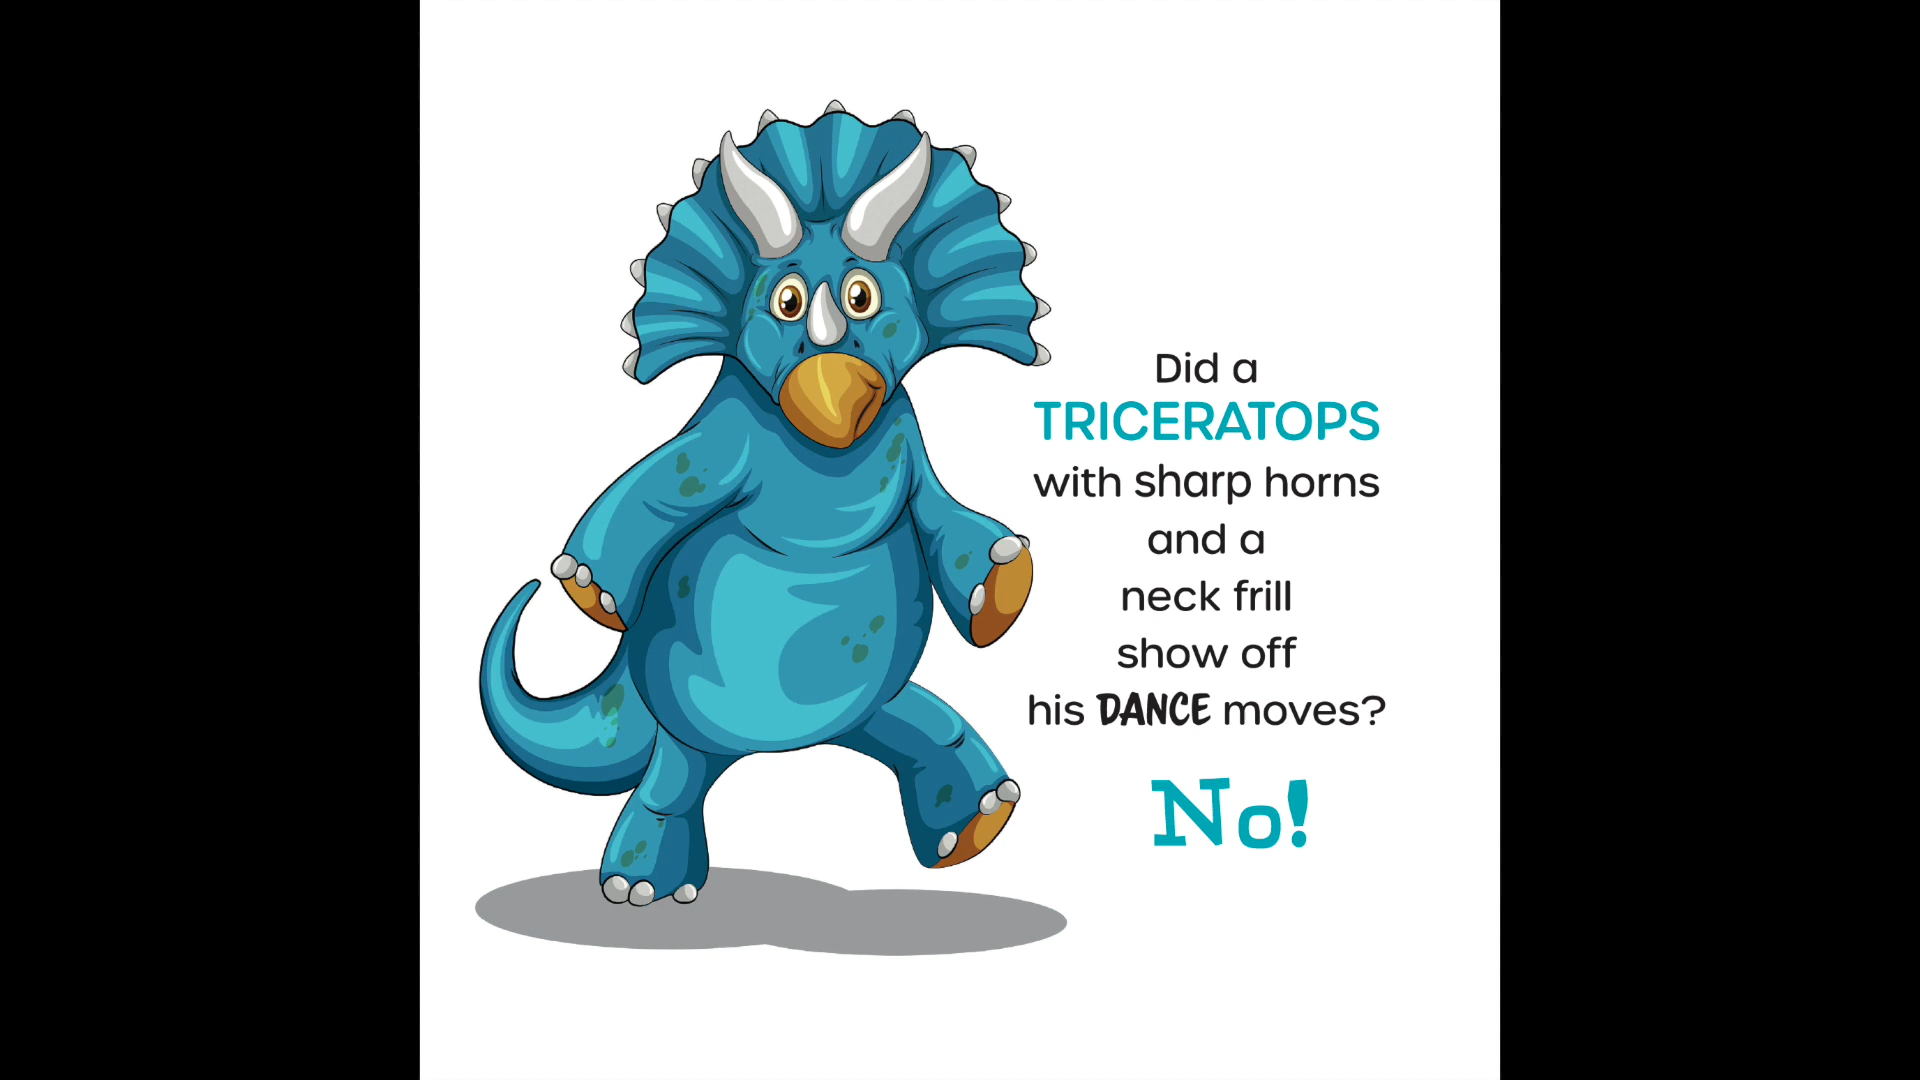 Did a
TRICERATOPS
with sharp horns
and a
neck frill
show off
his DANCE moves?
No!